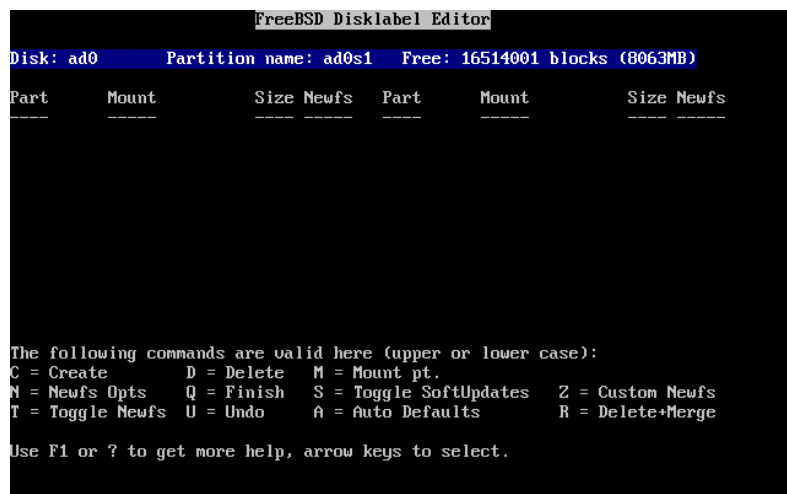 FreeBSD Disklabel Editor
Disk: ad0       Partition name: ad0s1   Free: 16514001 blocks (8063MB)
Part      Mount          Size Newfs   Part      Mount          Size Newfs
----      -----          ---- -----   ----      -----          ---- -----
The following commands are valid here (upper or lower case):
C = Create        D = Delete   M = Mount pt.
N = Newfs Opts    Q = Finish   S = Toggle SoftUpdates   Z = Custom Newfs
T = Toggle Newfs  U = Undo     A = Auto Defaults        R = Delete+Merge
Use F1 or ? to get more help, arrow keys to select.